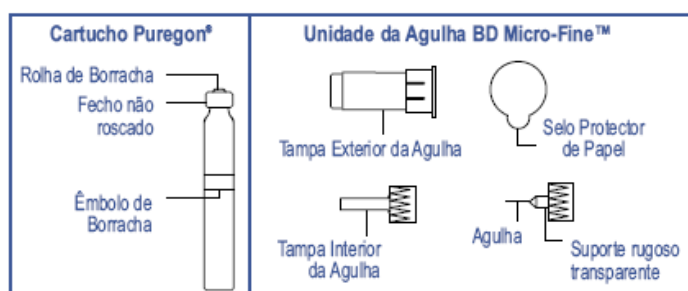 Cartucho Puregon®
Rolha de Borracha
Fecho não
roscado
Êmbolo de
Borracha
Unidade da Agulha BD Micro-Fine™
Tampa Exterior da Agulha
Selo Protector
de Papel
Tampa Interior
da Agulha
Agulha
Suporte rugoso
transparente